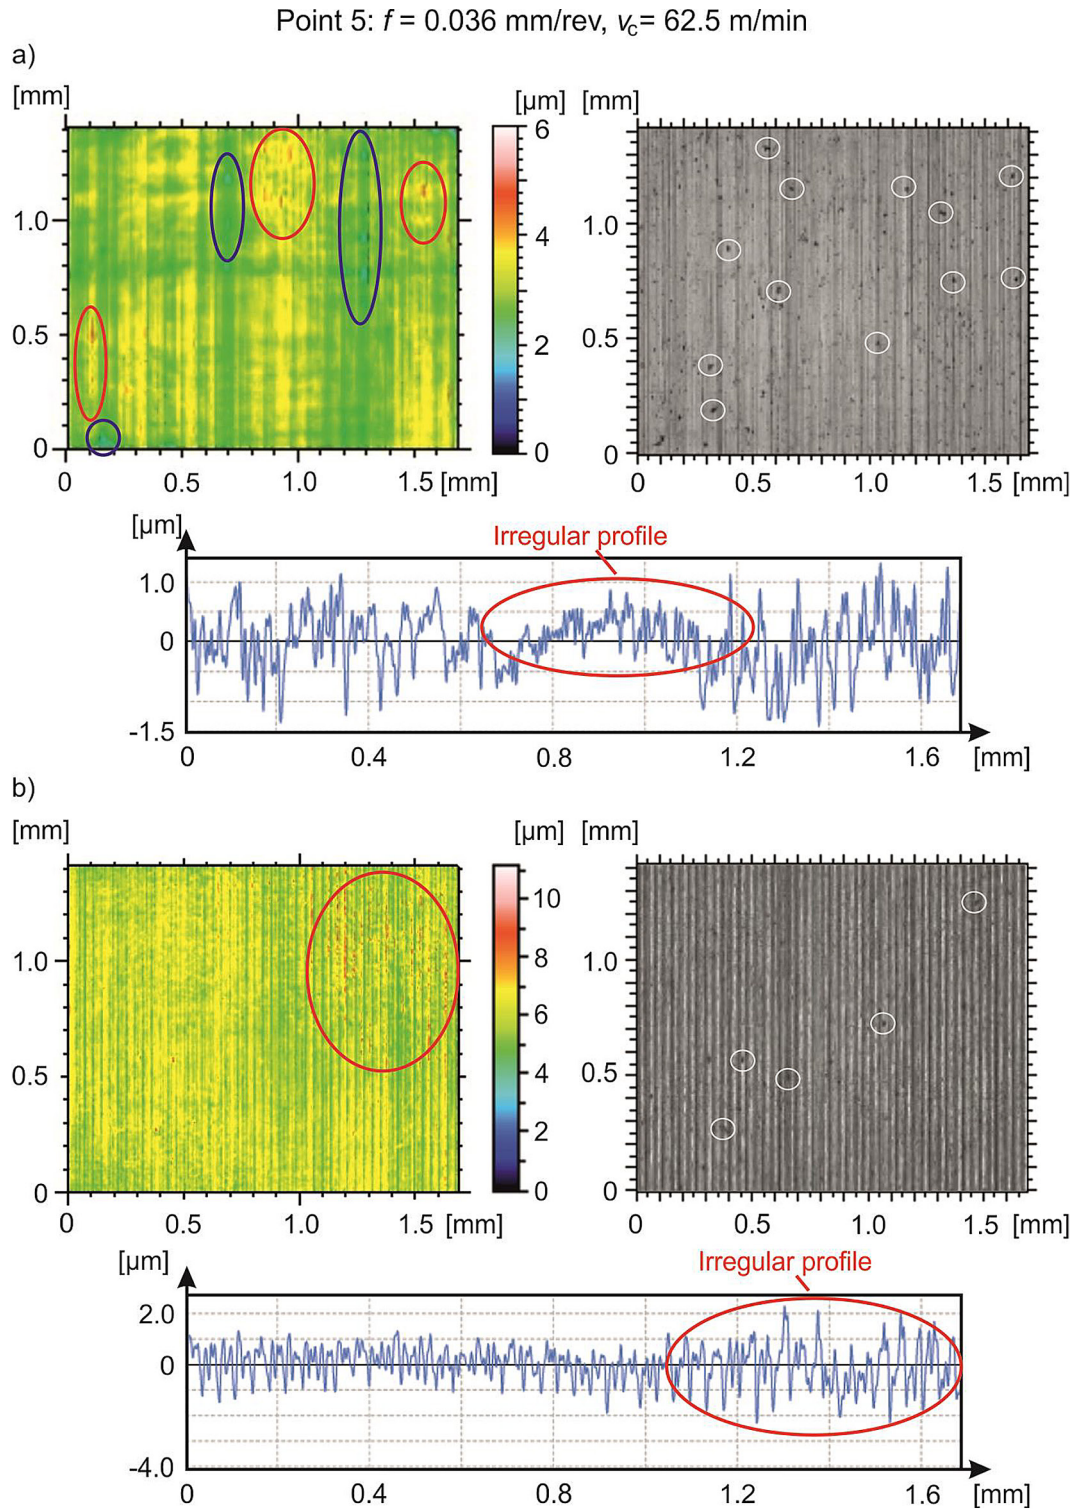 Point 5: f = 0.036 mm/rev, vc= 62.5 m/min
a)
[mm] [µm] [mm]
6
1.0 4 1.0
0.5 2 0.5
0 0 0
0 0.5 1.0 1.5 [mm] 0 0.5 1.0 1.5 [mm]
[µm] Irregular profile
1.0
0
-1.5
0 0.4 0.8 1.2 1.6 [mm]
b)
[mm] [µm] [mm]
10
1.0 8 1.0
6
0.5 4 0.5
2
0 0 0
0 0.5 1.0 1.5 [mm] 0 0.5 1.0 1.5 [mm]
[µm] Irregular profile
2.0
0
-4.0
0 0.4 0.8 1.2 1.6 [mm]